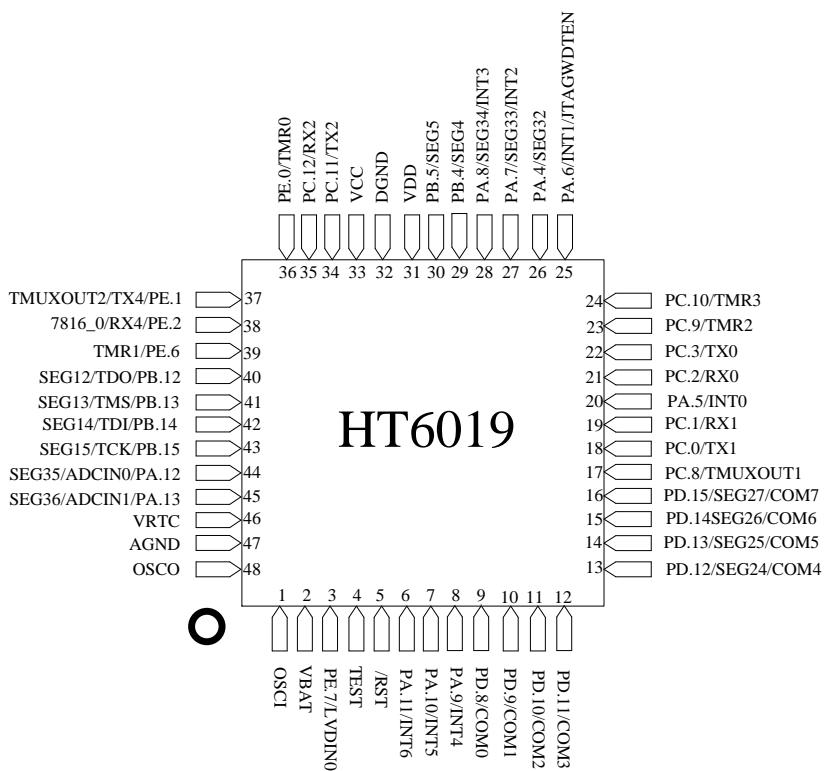 PE.0/TMR0
PC.12/RX2
PC.11/TX2
VCC
DGND
VDD
PB.5/SEG5
PB.4/SEG4
PA.8/SEG34/INT3
PA.7/SEG33/INT2
PA.4/SEG32
PA.6/INT1/JTAGWDTEN
36 35 34 33 32 31 30 29 28 27 26 25
TMUXOUT2/TX4/PE.1 37
7816_0/RX4/PE.2 38
TMR1/PE.6 39
SEG12/TDO/PB.12 40
SEG13/TMS/PB.13 41
SEG14/TDI/PB.14 42
SEG15/TCK/PB.15 43
SEG35/ADCIN0/PA.12 44
SEG36/ADCIN1/PA.13 45
VRTC 46
AGND 47
OSCO 48
HT6019
24 PC.10/TMR3
23 PC.9/TMR2
22 PC.3/TX0
21 PC.2/RX0
20 PA.5/INT0
19 PC.1/RX1
18 PC.0/TX1
17 PC.8/TMUXOUT1
16 PD.15/SEG27/COM7
15 PD.14SEG26/COM6
14 PD.13/SEG25/COM5
13 PD.12/SEG24/COM4
1 2 3 4 5 6 7 8 9 10 11 12
OSCI
VBAT
PE.7/LVDIN0
TEST
/RST
PA.11/INT6
PA.10/INT5
PA.9/INT4
PD.8/COM0
PD.9/COM1
PD.10/COM2
PD.11/COM3